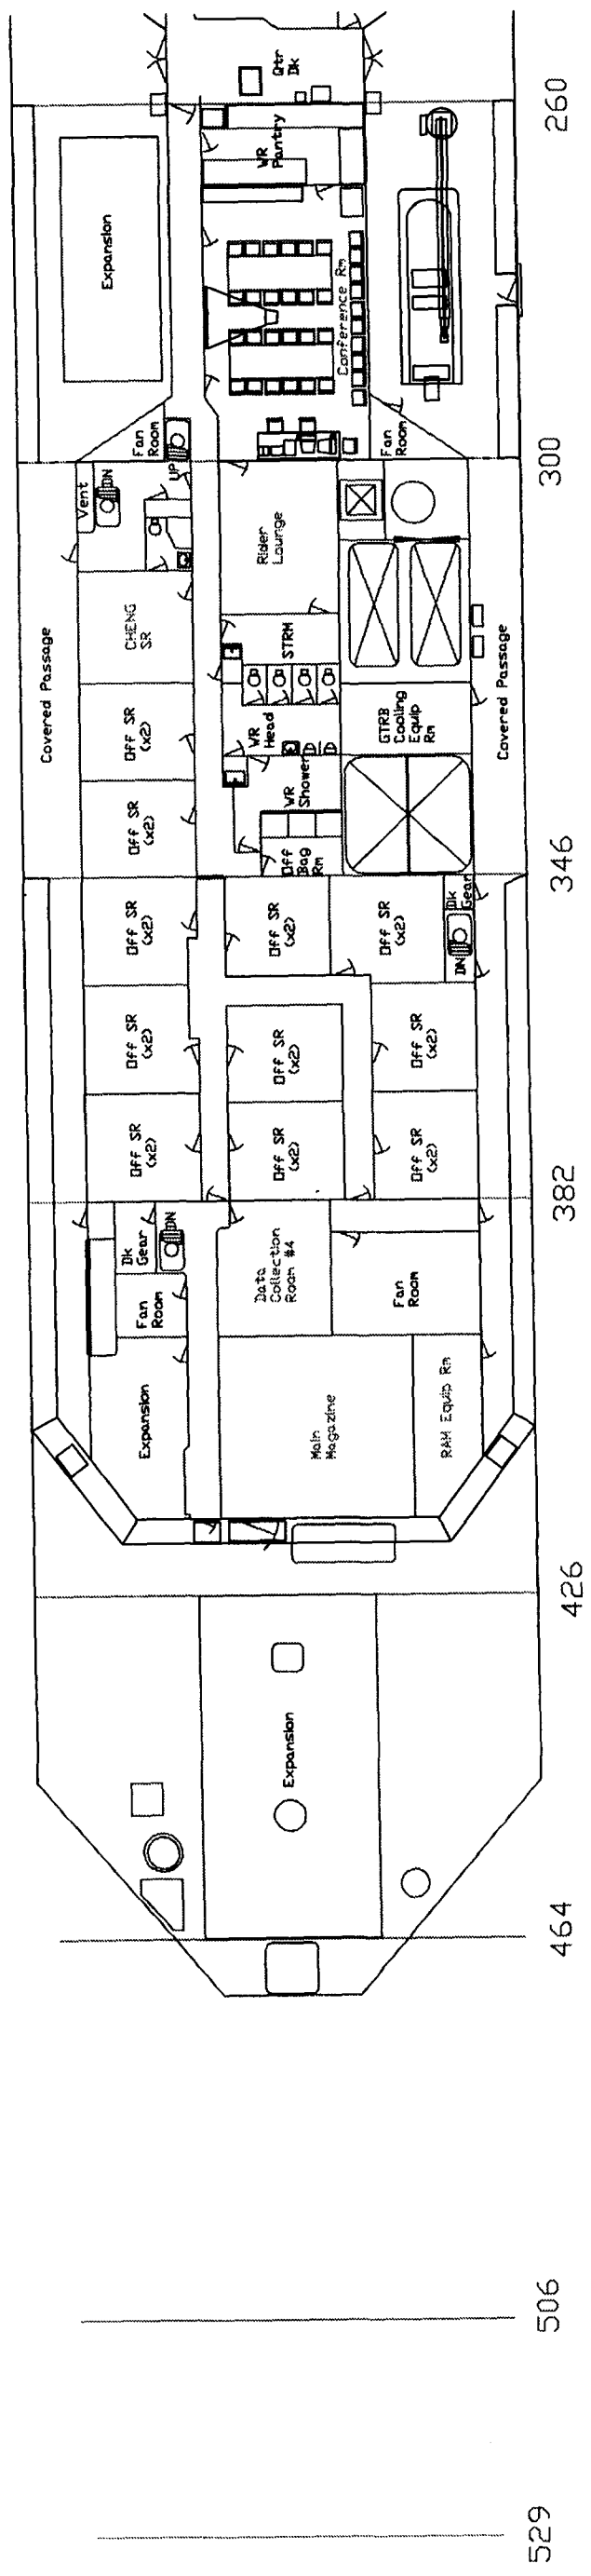 Qtr
Dk
260
WR
Pantry
Expansion
Conference Rm
Fan
Room
Fan
Room
300
UP
Vent
DN
Rider
Lounge
CHENG
SR
STRM
Covered Passage
Covered Passage
Off SR
(x2)
WR
Head
GTRB
Cooling
Equip
Rm
Off SR
(x2)
WR
Shower
Off
Bag
Rm
346
Dk
Gear
DN
Off SR
(x2)
Off SR
(x2)
Off SR
(x2)
Off SR
(x2)
Off SR
(x2)
Off SR
(x2)
Off SR
(x2)
Off SR
(x2)
Off SR
(x2)
382
Dk
Gear
DN
Data
Collection
Room #4
Fan
Room
Fan
Room
Expansion
Main
Magazine
RAM Equip Rm
426
Expansion
464
506
529